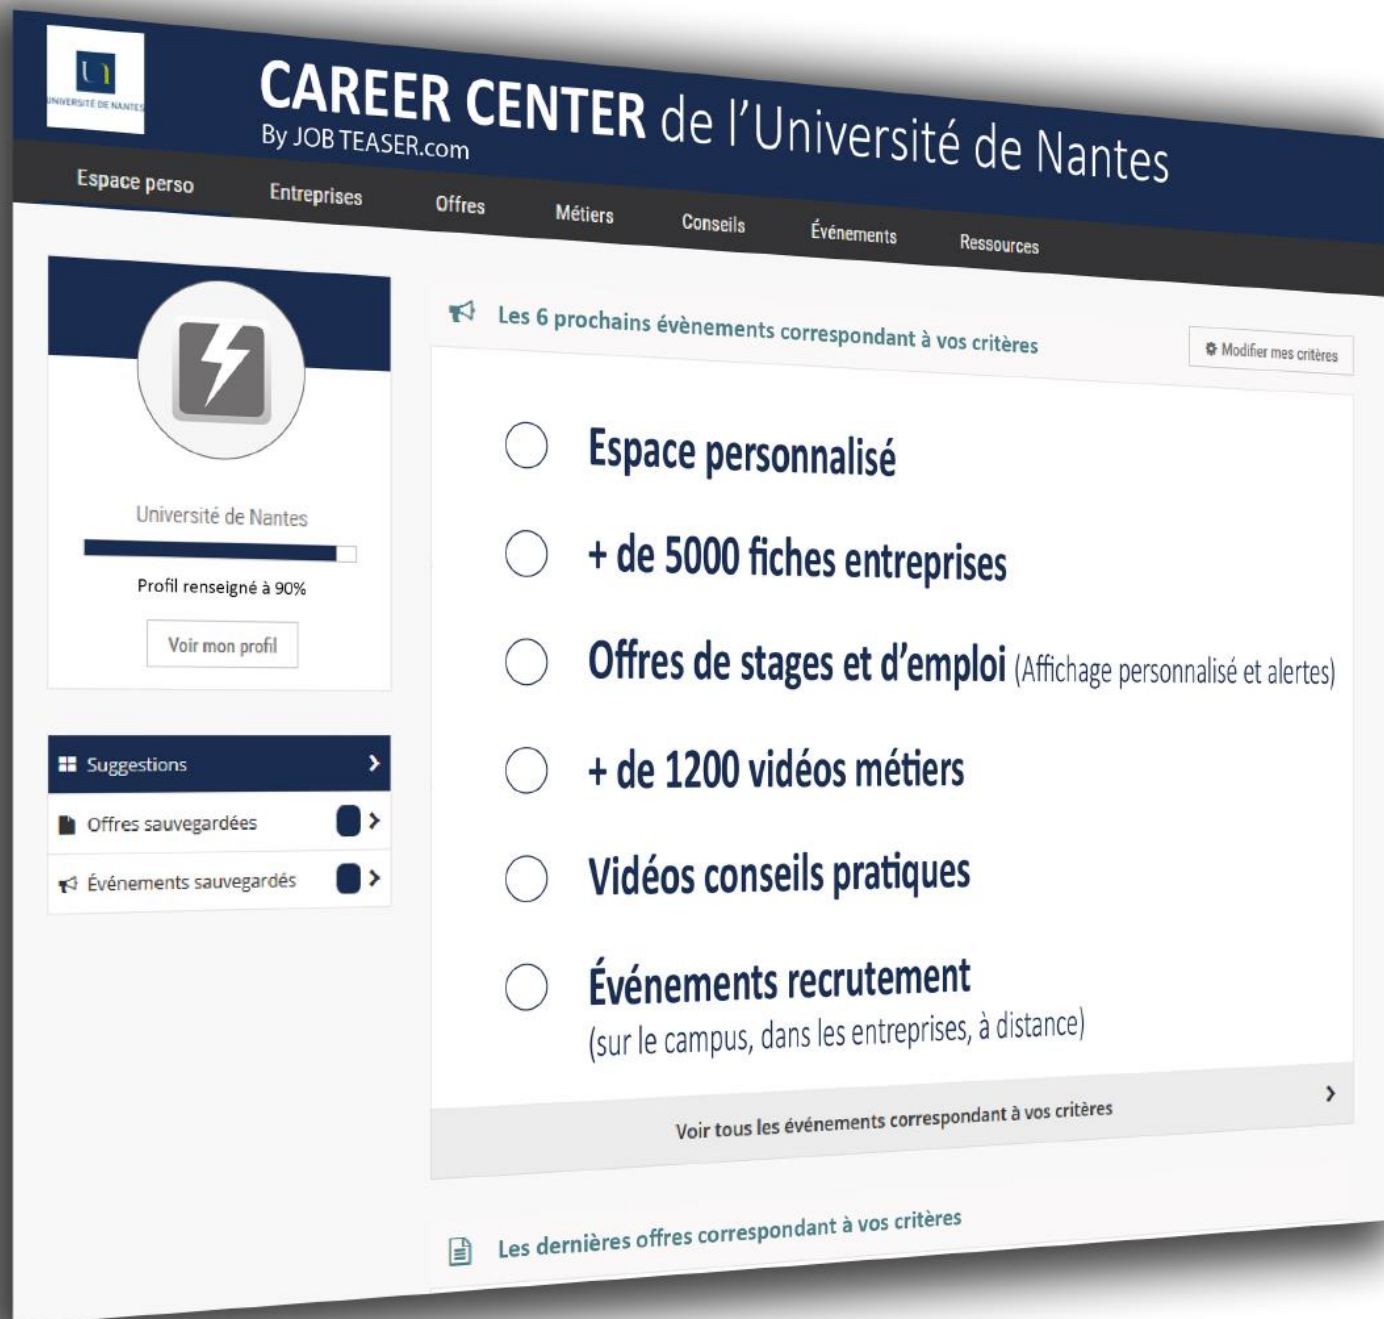 UNIVERSITÉ DE NANTES
CAREER CENTER de l'Université de Nantes
By JOB TEASER.com
Espace perso
Entreprises
Offres
Métiers
Conseils
Événements
Ressources
Université de Nantes
Profil renseigné à 90%
Voir mon profil
Suggestions
Offres sauvegardées
Événements sauvegardés
Les 6 prochains évènements correspondant à vos critères
Modifier mes critères
Espace personnalisé
+ de 5000 fiches entreprises
Offres de stages et d'emploi (Affichage personnalisé et alertes)
+ de 1200 vidéos métiers
Vidéos conseils pratiques
Événements recrutement
(sur le campus, dans les entreprises, à distance)
Voir tous les événements correspondant à vos critères
Les dernières offres correspondant à vos critères